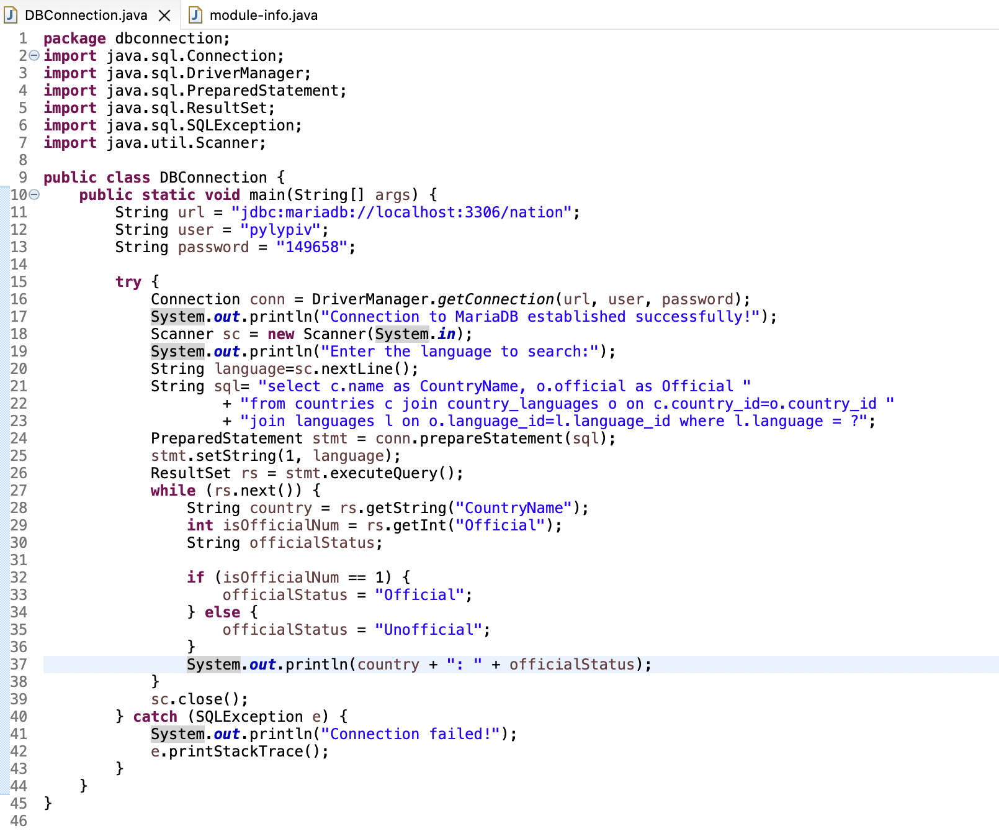 DBConnection.java
module-info.java
1 package dbconnection;
2 import java.sql.Connection;
3 import java.sql.DriverManager;
4 import java.sql.PreparedStatement;
5 import java.sql.ResultSet;
6 import java.sql.SQLException;
7 import java.util.Scanner;
8
9 public class DBConnection {
10     public static void main(String[] args) {
11         String url = "jdbc:mariadb://localhost:3306/nation";
12         String user = "pylypiv";
13         String password = "149658";
14
15         try {
16             Connection conn = DriverManager.getConnection(url, user, password);
17             System.out.println("Connection to MariaDB established successfully!");
18             Scanner sc = new Scanner(System.in);
19             System.out.println("Enter the language to search:");
20             String language=sc.nextLine();
21             String sql= "select c.name as CountryName, o.official as Official "
22                     + "from countries c join country_languages o on c.country_id=o.country_id "
23                     + "join languages l on o.language_id=l.language_id where l.language = ?";
24             PreparedStatement stmt = conn.prepareStatement(sql);
25             stmt.setString(1, language);
26             ResultSet rs = stmt.executeQuery();
27             while (rs.next()) {
28                 String country = rs.getString("CountryName");
29                 int isOfficialNum = rs.getInt("Official");
30                 String officialStatus;
31
32                 if (isOfficialNum == 1) {
33                     officialStatus = "Official";
34                 } else {
35                     officialStatus = "Unofficial";
36                 }
37                 System.out.println(country + ": " + officialStatus);
38             }
39             sc.close();
40         } catch (SQLException e) {
41             System.out.println("Connection failed!");
42             e.printStackTrace();
43         }
44     }
45 }
46